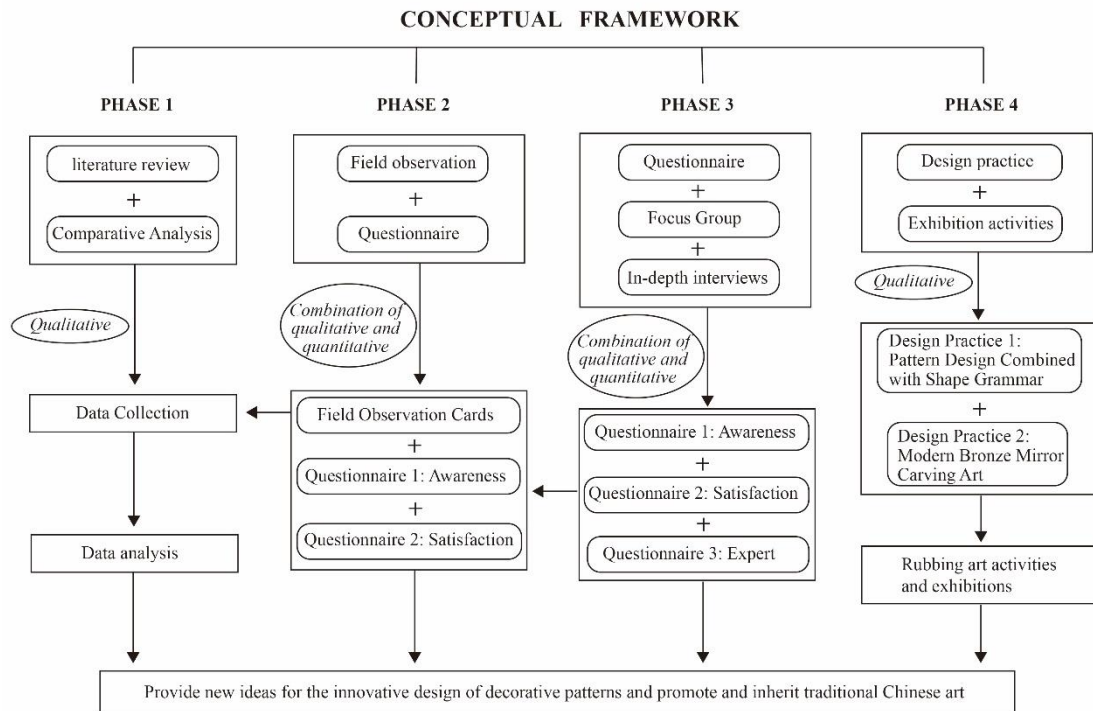 CONCEPTUAL FRAMEWORK
PHASE 1
literature review
+
Comparative Analysis
Qualitative
Data Collection
Data analysis
PHASE 2
Field observation
+
Questionnaire
Combination of
qualitative and
quantitative
Field Observation Cards
+
Questionnaire 1: Awareness
+
Questionnaire 2: Satisfaction
PHASE 3
Questionnaire
+
Focus Group
+
In-depth interviews
Combination of
qualitative and
quantitative
Questionnaire 1: Awareness
+
Questionnaire 2: Satisfaction
+
Questionnaire 3: Expert
PHASE 4
Design practice
+
Exhibition activities
Qualitative
Design Practice 1:
Pattern Design Combined
with Shape Grammar
+
Design Practice 2:
Modern Bronze Mirror
Carving Art
Rubbing art activities
and exhibitions
Provide new ideas for the innovative design of decorative patterns and promote and inherit traditional Chinese art